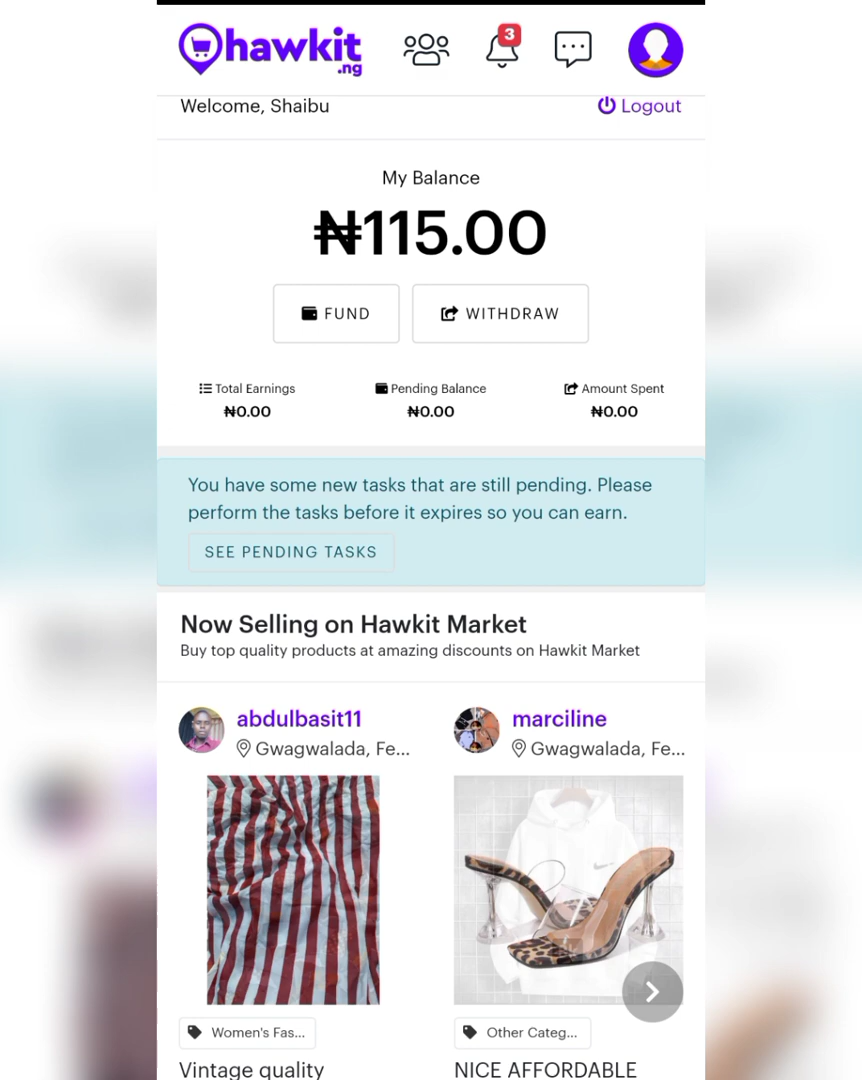 hawkit
.ng
3
Welcome, Shaibu
Logout
My Balance
₦115.00
FUND
WITHDRAW
Total Earnings
Pending Balance
Amount Spent
₦0.00
₦0.00
₦0.00
You have some new tasks that are still pending. Please
perform the tasks before it expires so you can earn.
SEE PENDING TASKS
Now Selling on Hawkit Market
Buy top quality products at amazing discounts on Hawkit Market
abdulbasit11
Gwagwalada, Fe...
marciline
Gwagwalada, Fe...
Women's Fas...
Other Categ...
Vintage quality
NICE AFFORDABLE